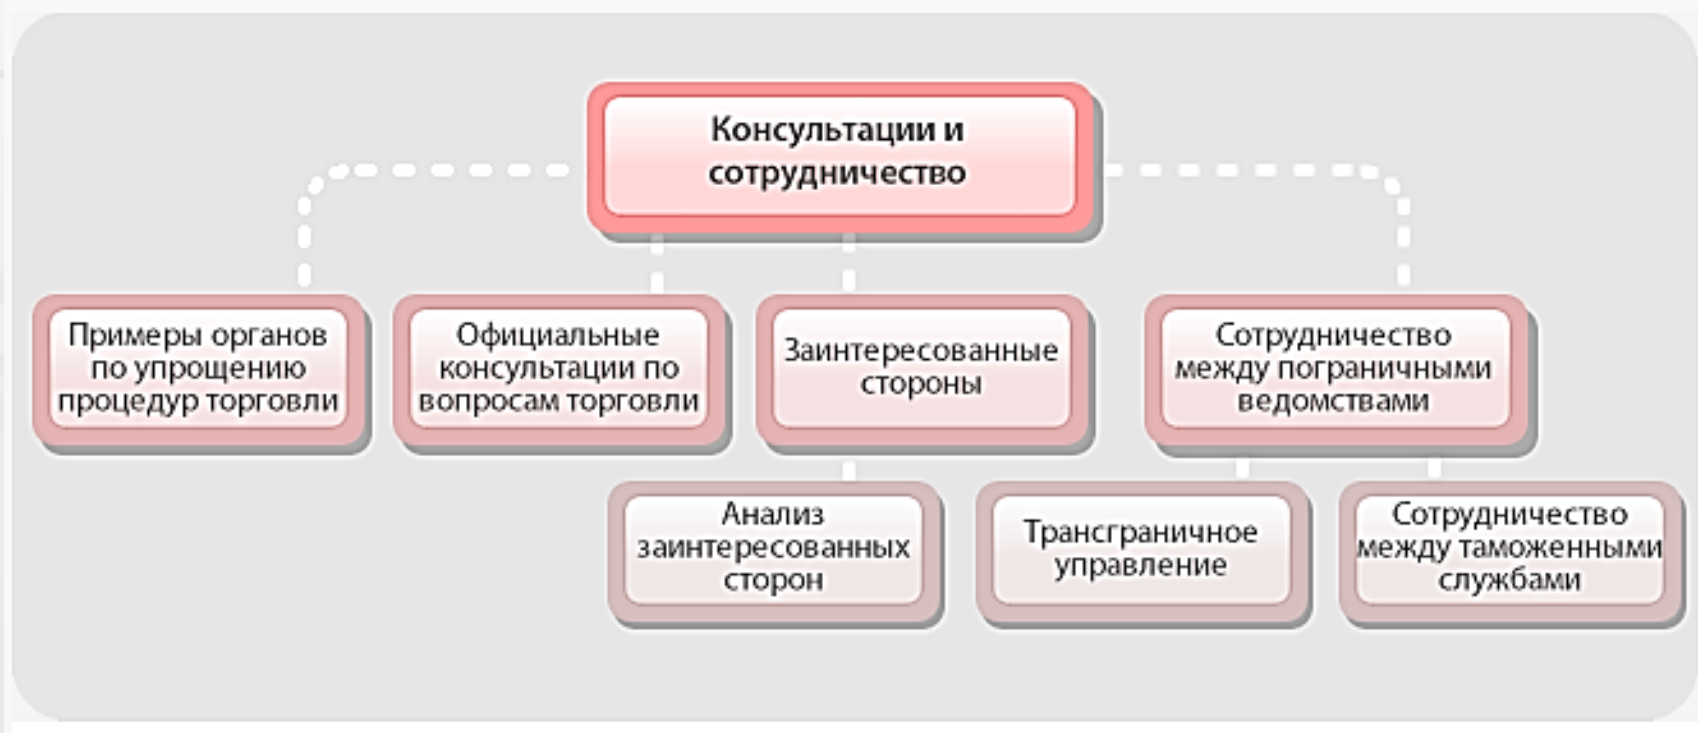 Консультации и
сотрудничество
Примеры органов
по упрощению
процедур торговли
Официальные
консультации по
вопросам торговли
Заинтересованные
стороны
Сотрудничество
между пограничными
ведомствами
Анализ
заинтересованных
сторон
Трансграничное
управление
Сотрудничество
между таможенными
службами